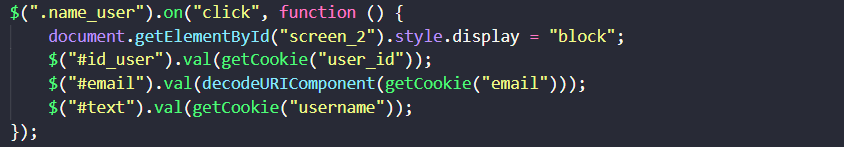 $(".name_user").on("click", function () {
    document.getElementById("screen_2").style.display = "block";
    $("#id_user").val(getCookie("user_id"));
    $("#email").val(decodeURIComponent(getCookie("email")));
    $("#text").val(getCookie("username"));
});